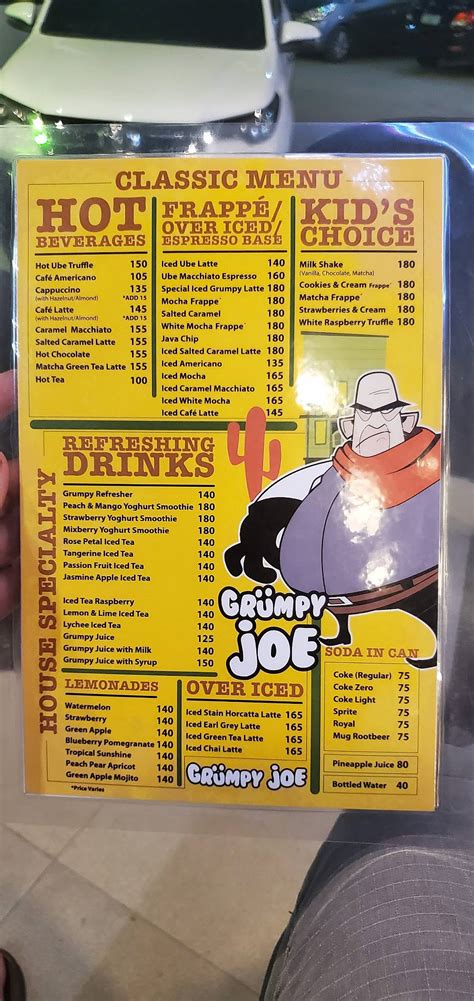 CLASSIC MENU
HOT
BEVERAGES
Hot Ube Truffle 150
Café Americano 105
Cappuccino 135
(with Hazelnut/Almond) *ADD 15
Café Latte 145
(with Hazelnut/Almond) *ADD 15
Caramel Macchiato 155
Salted Caramel Latte 155
Hot Chocolate 155
Matcha Green Tea Latte 155
Hot Tea 100
FRAPPÉ/
OVER ICED/
ESPRESSO BASE
Iced Ube Latte 140
Ube Macchiato Espresso 160
Special Iced Grumpy Latte 180
Mocha Frappe` 180
Salted Caramel 180
White Mocha Frappe` 180
Java Chip 180
Iced Salted Caramel Latte 180
Iced Americano 135
Iced Mocha 165
Iced Caramel Macchiato 165
Iced White Mocha 165
Iced Café Latte 145
KID'S
CHOICE
Milk Shake 180
(Vanilla, Chocolate, Matcha)
Cookies & Cream Frappe` 180
Matcha Frappe` 180
Strawberries & Cream 180
White Raspberry Truffle 180
HOUSE SPECIALTY
REFRESHING
DRINKS
Grumpy Refresher 140
Peach & Mango Yoghurt Smoothie 180
Strawberry Yoghurt Smoothie 180
Mixberry Yoghurt Smoothie 180
Rose Petal Iced Tea 140
Tangerine Iced Tea 140
Passion Fruit Iced Tea 140
Jasmine Apple Iced Tea 140
Iced Tea Raspberry 140
Lemon & Lime Iced Tea 140
Lychee Iced Tea 140
Grumpy Juice 125
Grumpy Juice with Milk 140
Grumpy Juice with Syrup 150
GRÜMPY
JOE
LEMONADES
Watermelon 140
Strawberry 140
Green Apple 140
Blueberry Pomegranate 140
Tropical Sunshine 140
Peach Pear Apricot 140
Green Apple Mojito 140
*Price Varies
OVER ICED
Iced Stain Horcatta Latte 165
Iced Earl Grey Latte 165
Iced Green Tea Latte 165
Iced Chai Latte 165
GRÜMPY JOE
SODA IN CAN
Coke (Regular) 75
Coke Zero 75
Coke Light 75
Sprite 75
Royal 75
Mug Rootbeer 75
Pineapple Juice 80
Bottled Water 40